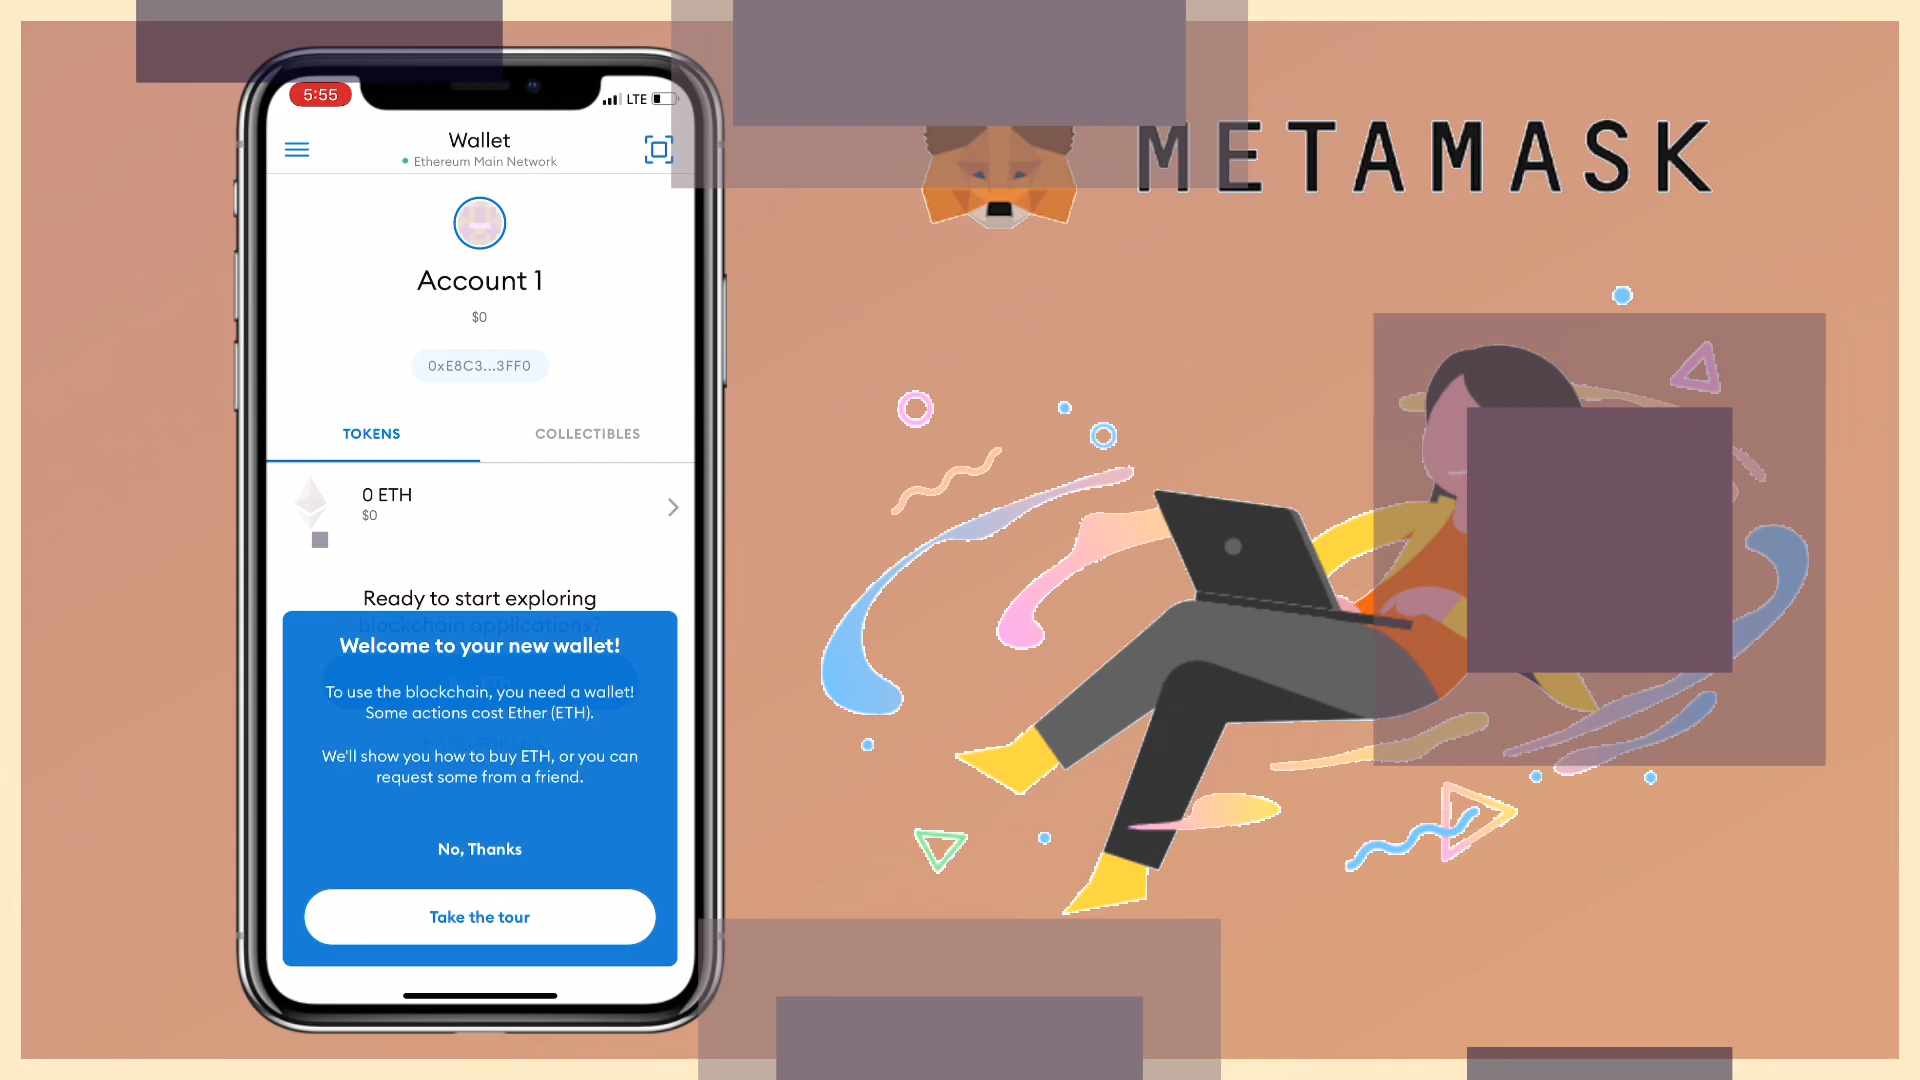 5:55
LTE
Wallet
Ethereum Main Network
METAMASK
Account 1
$0
0xE8C3...3FF0
TOKENS
COLLECTIBLES
0 ETH
$0
Ready to start exploring
blockchain applications?
Welcome to your new wallet!
To use the blockchain, you need a wallet!
Some actions cost Ether (ETH).
We'll show you how to buy ETH, or you can
request some from a friend.
No, Thanks
Take the tour